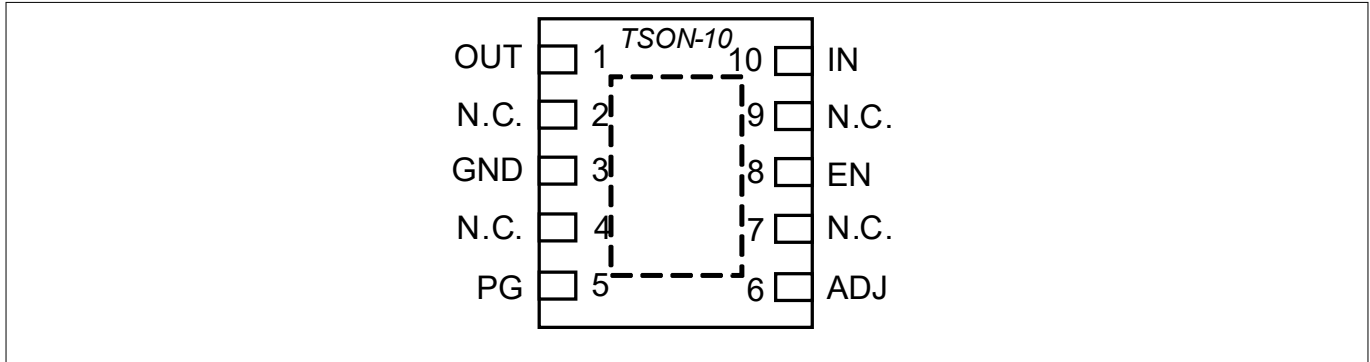 TSON-10
OUT 1 10 IN
N.C. 2 9 N.C.
GND 3 8 EN
N.C. 4 7 N.C.
PG 5 6 ADJ